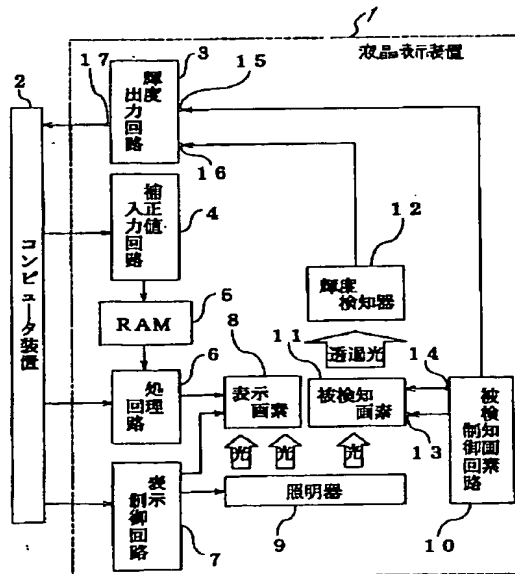 1
液晶表示装置
2
コンピュータ装置
17
3
輝度
出力回路
15
16
補正値
入力回路
4
12
輝度
検知器
RAM
5
透過光
6
処理
回路
8
表示
画素
11
被検知
画素
14
13
被検知画素
制御回路
10
光
光
光
表示
制御回路
7
照明器
9